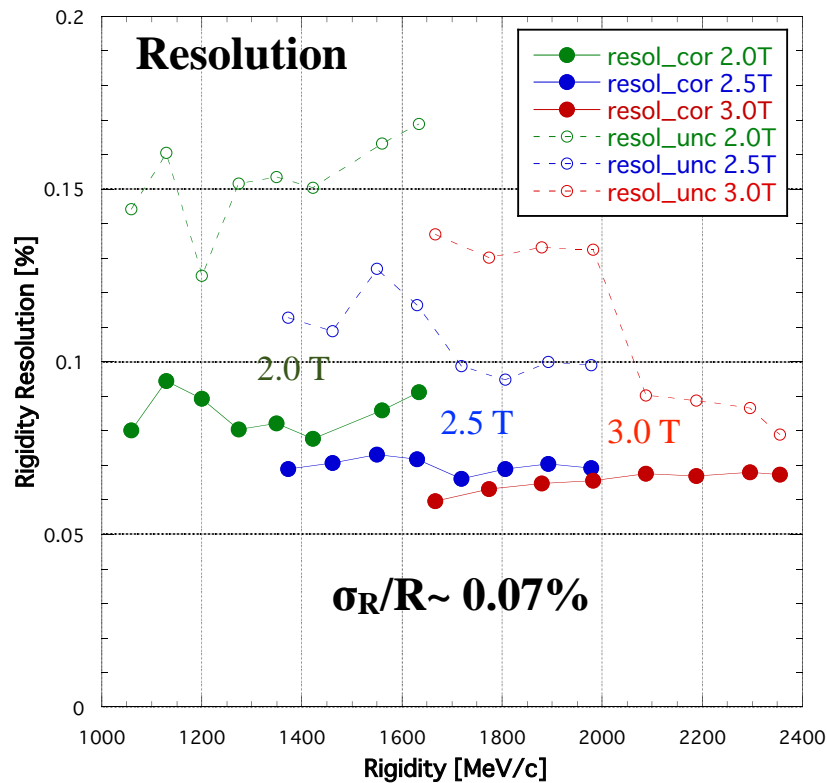 Resolution
resol_cor 2.0T
resol_cor 2.5T
resol_cor 3.0T
resol_unc 2.0T
resol_unc 2.5T
resol_unc 3.0T
0.2
0.15
0.1
0.05
0
Rigidity Resolution [%]
2.0 T
2.5 T
3.0 T
σR/R~ 0.07%
1000 1200 1400 1600 1800 2000 2200 2400
Rigidity [MeV/c]